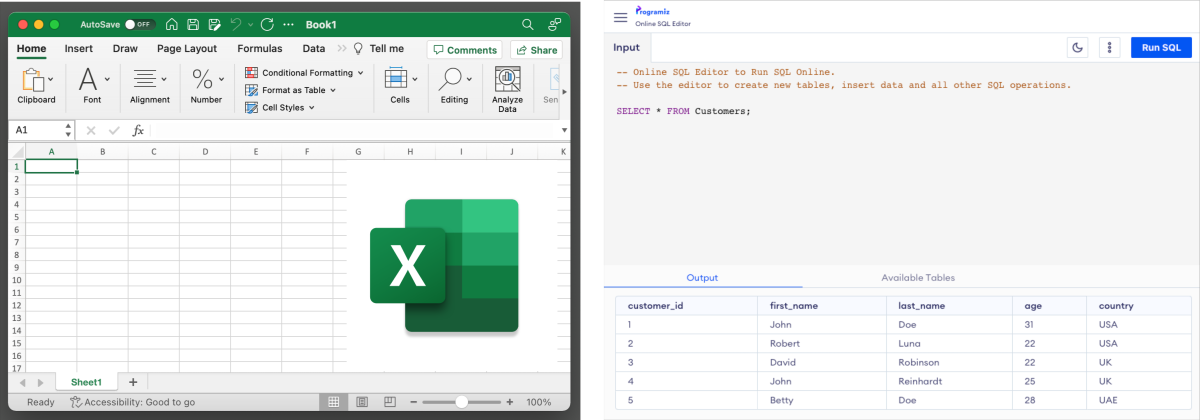 AutoSave OFF Book1
Home Insert Draw Page Layout Formulas Data Tell me Comments Share
Clipboard Font Alignment Number Conditional Formatting Format as Table Cell Styles Cells Editing Analyze Data Sen
A1 fx
A B C D E F G H I J K
1
2
3
4
5
6
7
8
9
10
11
12
13
14
15
16
17
X
Sheet1 +
Ready Accessibility: Good to go − + 100%
Programiz
Online SQL Editor
Input Run SQL
-- Online SQL Editor to Run SQL Online.
-- Use the editor to create new tables, insert data and all other SQL operations.
SELECT * FROM Customers;
Output Available Tables
customer_id first_name last_name age country
1 John Doe 31 USA
2 Robert Luna 22 USA
3 David Robinson 22 UK
4 John Reinhardt 25 UK
5 Betty Doe 28 UAE